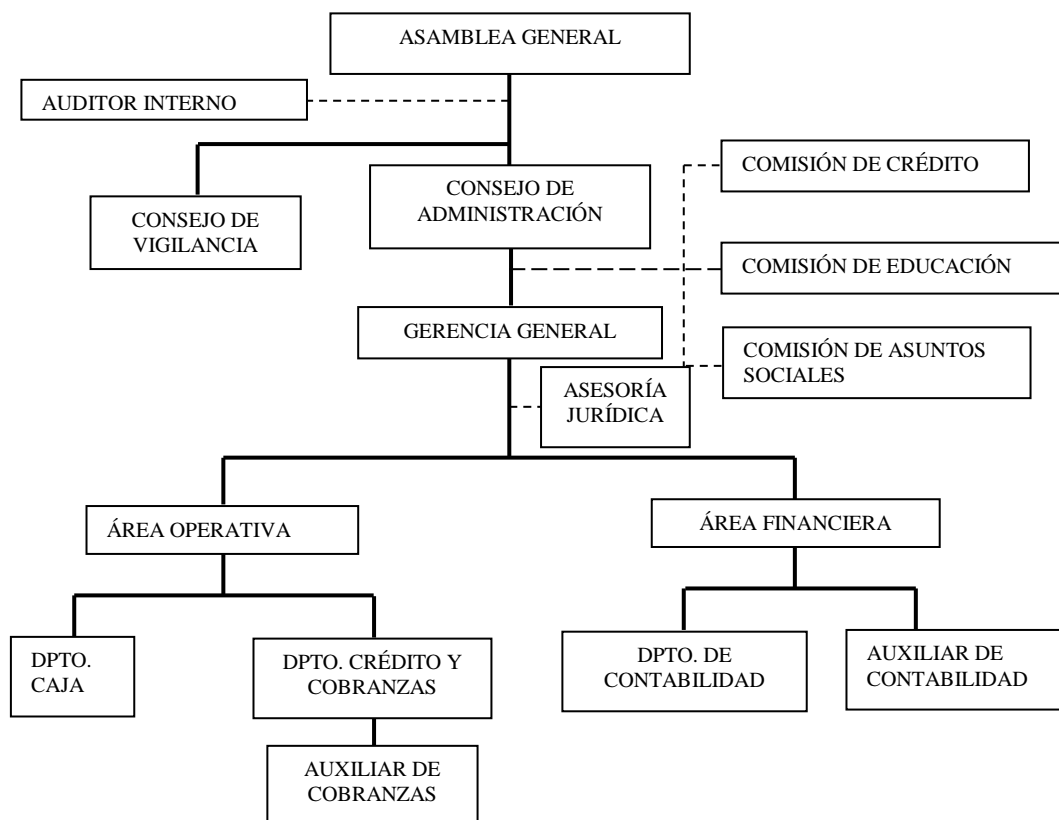 ASAMBLEA GENERAL
AUDITOR INTERNO
COMISIÓN DE CRÉDITO
CONSEJO DE
ADMINISTRACIÓN
CONSEJO DE
VIGILANCIA
COMISIÓN DE EDUCACIÓN
GERENCIA GENERAL
COMISIÓN DE ASUNTOS
SOCIALES
ASESORÍA
JURÍDICA
ÁREA OPERATIVA
ÁREA FINANCIERA
DPTO.
CAJA
DPTO. CRÉDITO Y
COBRANZAS
DPTO. DE
CONTABILIDAD
AUXILIAR DE
CONTABILIDAD
AUXILIAR DE
COBRANZAS